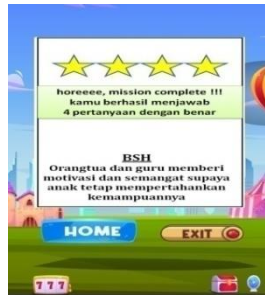 horeeee, mission complete !!!
kamu berhasil menjawab
4 pertanyaan dengan benar
BSH
Orangtua dan guru memberi
motivasi dan semangat supaya
anak tetap mempertahankan
kemampuannya
HOME
EXIT
777